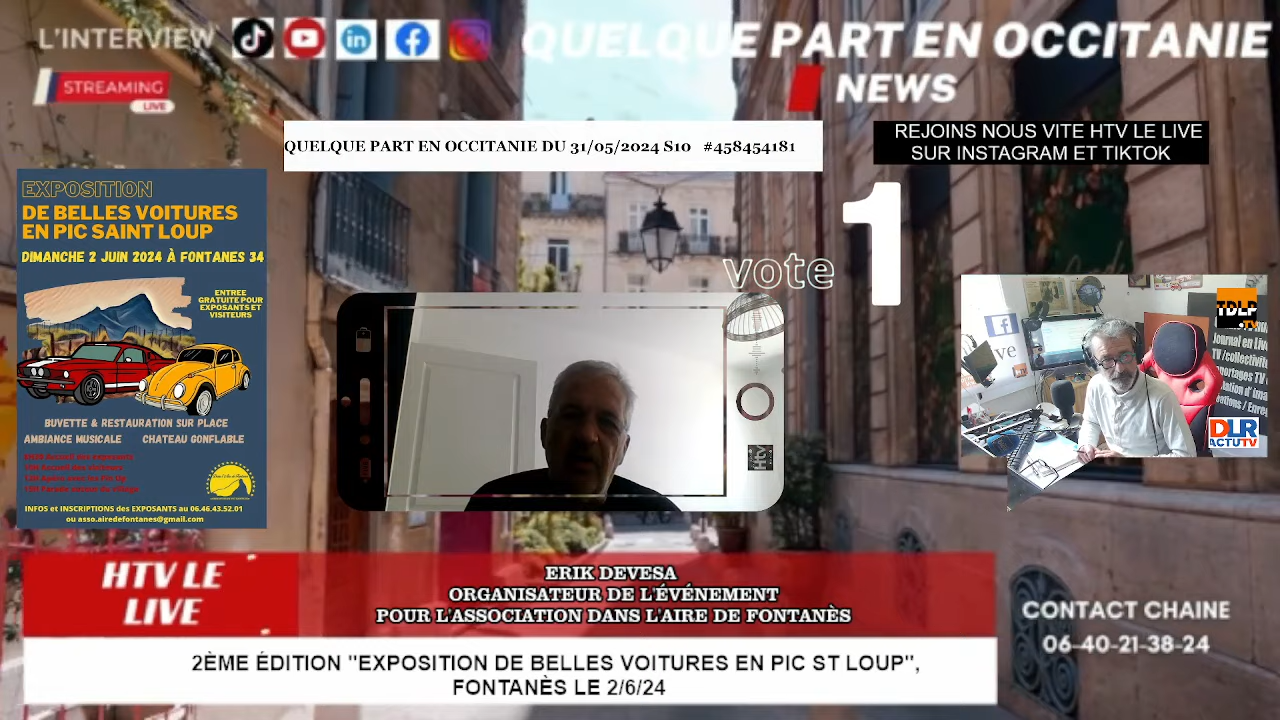 L'INTERVIEW
QUELQUE PART EN OCCITANIE
NEWS
STREAMING
LIVE
QUELQUE PART EN OCCITANIE DU 31/05/2024 S10 #458454181
REJOINS NOUS VITE HTV LE LIVE
SUR INSTAGRAM ET TIKTOK
EXPOSITION
DE BELLES VOITURES
EN PIC SAINT LOUP
DIMANCHE 2 JUIN 2024 À FONTANES 34
ENTREE
GRATUITE POUR
EXPOSANTS ET
VISITEURS
BUVETTE & RESTAURATION SUR PLACE
AMBIANCE MUSICALE CHATEAU GONFLABLE
INFOS et INSCRIPTIONS des EXPOSANTS au 06.46.43.52.01
ou asso.airedefontanes@gmail.com
vote
1
HTV
TDLP
.TV
Journal en Live
DLR
ACTUTV
HTV LE
LIVE
ERIK DEVESA
ORGANISATEUR DE L'ÉVÉNEMENT
POUR L'ASSOCIATION DANS L'AIRE DE FONTANÈS
2ÈME ÉDITION "EXPOSITION DE BELLES VOITURES EN PIC ST LOUP",
FONTANÈS LE 2/6/24
CONTACT CHAINE
06-40-21-38-24